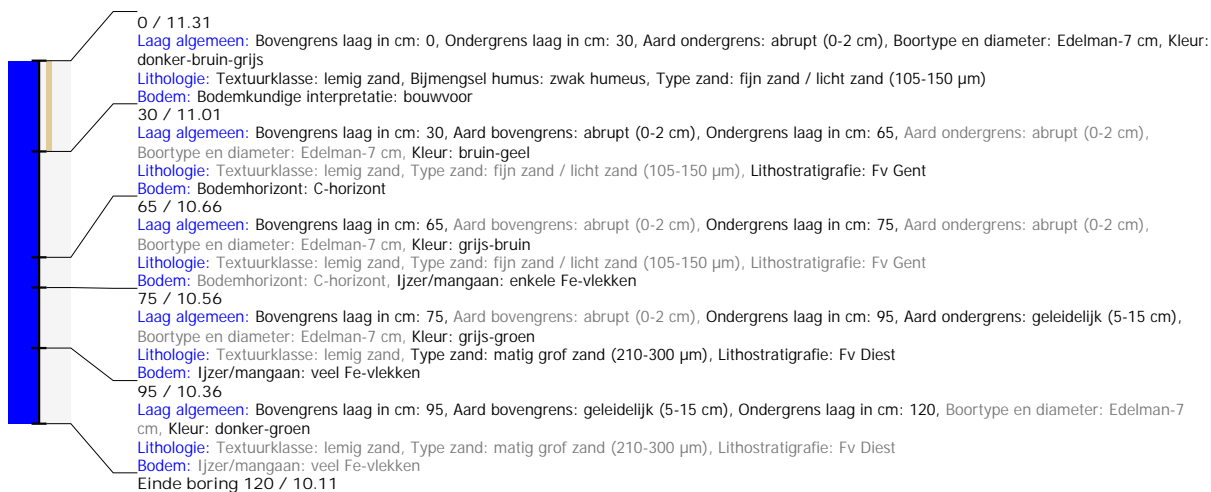 0 / 11.31
Laag algemeen: Bovengrens laag in cm: 0, Ondergrens laag in cm: 30, Aard ondergrens: abrupt (0-2 cm), Boortype en diameter: Edelman-7 cm, Kleur:
donker-bruin-grijs
Lithologie: Textuurklasse: lemig zand, Bijmengsel humus: zwak humeus, Type zand: fijn zand / licht zand (105-150 µm)
Bodem: Bodemkundige interpretatie: bouwvoor
30 / 11.01
Laag algemeen: Bovengrens laag in cm: 30, Aard bovengrens: abrupt (0-2 cm), Ondergrens laag in cm: 65, Aard ondergrens: abrupt (0-2 cm),
Boortype en diameter: Edelman-7 cm, Kleur: bruin-geel
Lithologie: Textuurklasse: lemig zand, Type zand: fijn zand / licht zand (105-150 µm), Lithostratigrafie: Fv Gent
Bodem: Bodemhorizont: C-horizont
65 / 10.66
Laag algemeen: Bovengrens laag in cm: 65, Aard bovengrens: abrupt (0-2 cm), Ondergrens laag in cm: 75, Aard ondergrens: abrupt (0-2 cm),
Boortype en diameter: Edelman-7 cm, Kleur: grijs-bruin
Lithologie: Textuurklasse: lemig zand, Type zand: fijn zand / licht zand (105-150 µm), Lithostratigrafie: Fv Gent
Bodem: Bodemhorizont: C-horizont, Ijzer/mangaan: enkele Fe-vlekken
75 / 10.56
Laag algemeen: Bovengrens laag in cm: 75, Aard bovengrens: abrupt (0-2 cm), Ondergrens laag in cm: 95, Aard ondergrens: geleidelijk (5-15 cm),
Boortype en diameter: Edelman-7 cm, Kleur: grijs-groen
Lithologie: Textuurklasse: lemig zand, Type zand: matig grof zand (210-300 µm), Lithostratigrafie: Fv Diest
Bodem: Ijzer/mangaan: veel Fe-vlekken
95 / 10.36
Laag algemeen: Bovengrens laag in cm: 95, Aard bovengrens: geleidelijk (5-15 cm), Ondergrens laag in cm: 120, Boortype en diameter: Edelman-7
cm, Kleur: donker-groen
Lithologie: Textuurklasse: lemig zand, Type zand: matig grof zand (210-300 µm), Lithostratigrafie: Fv Diest
Bodem: Ijzer/mangaan: veel Fe-vlekken
Einde boring 120 / 10.11